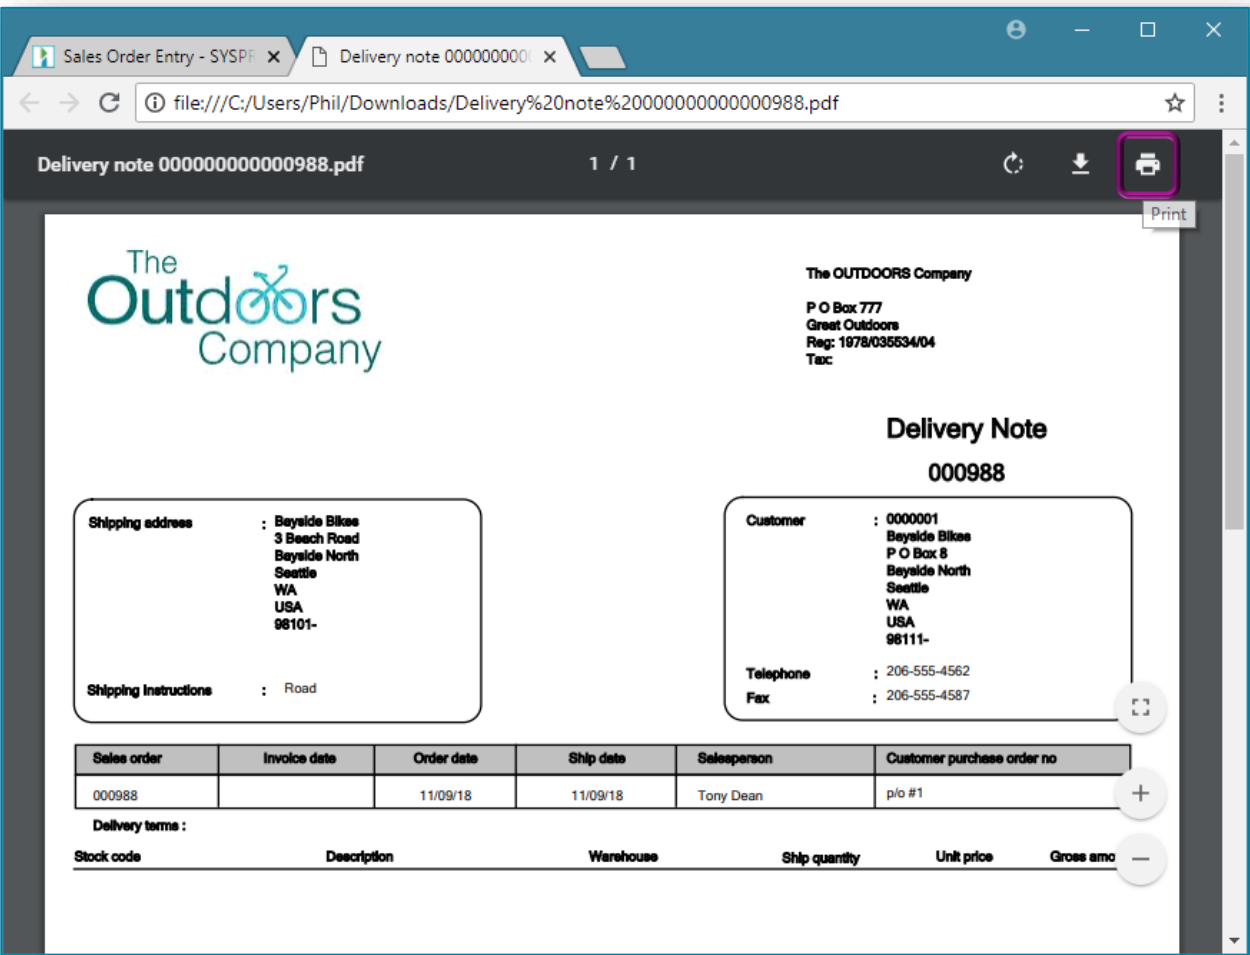 Sales Order Entry - SYSPR
Delivery note 0000000000
file:///C:/Users/Phil/Downloads/Delivery%20note%20000000000000988.pdf
Delivery note 000000000000988.pdf
1 / 1
Print
The
Outdoors
Company
The OUTDOORS Company
P O Box 777
Great Outdoors
Reg: 1978/035534/04
Tax:
Delivery Note
000988
Shipping address : Bayside Bikes
3 Beach Road
Bayside North
Seattle
WA
USA
98101-
Shipping Instructions : Road
Customer : 0000001
Bayside Bikes
P O Box 8
Bayside North
Seattle
WA
USA
98111-
Telephone : 206-555-4562
Fax : 206-555-4587
Sales order Invoice date Order date Ship date Salesperson Customer purchase order no
000988 11/09/18 11/09/18 Tony Dean p/o #1
Delivery terms :
Stock code Description Warehouse Ship quantity Unit price Gross amo